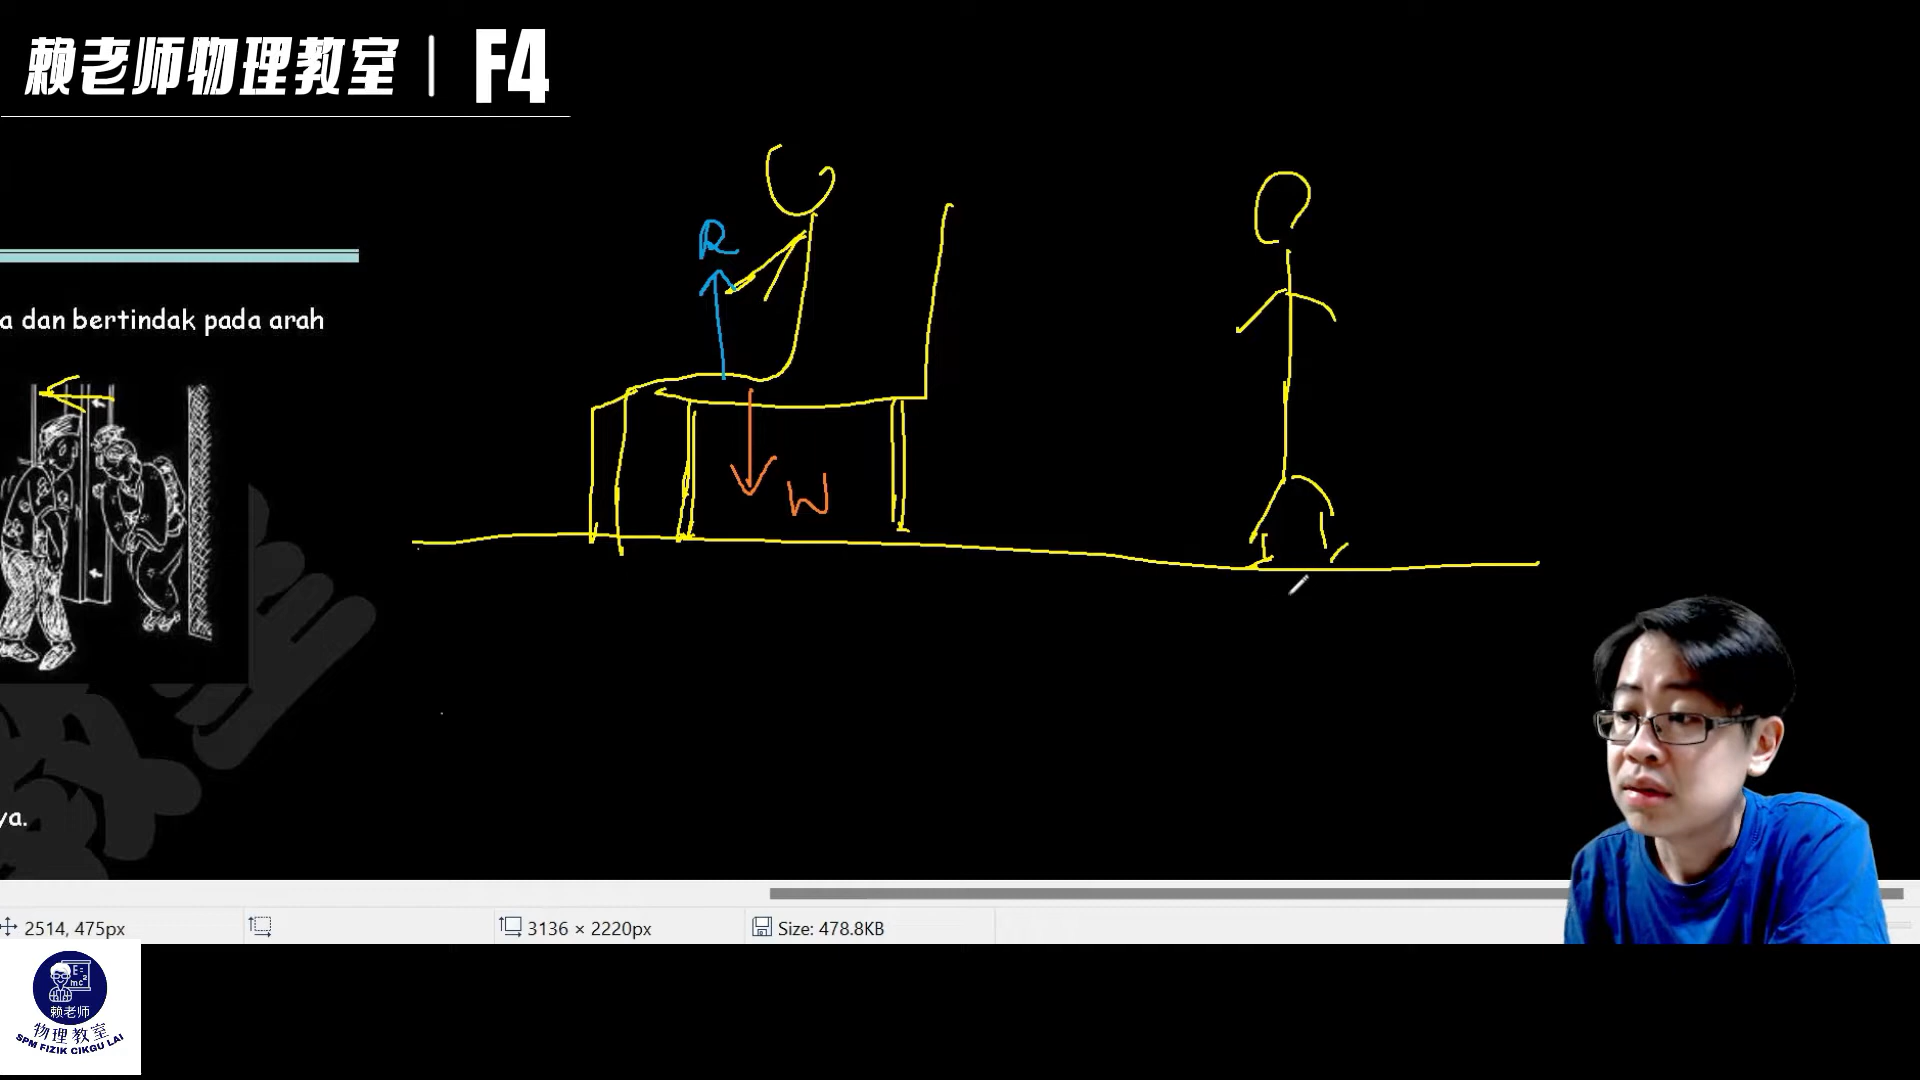 赖老师物理教室 | F4
R
a dan bertindak pada arah
W
ya.
2514, 475px
3136 × 2220px
Size: 478.8KB
E=
mc²
赖老师
物理教室
SPM FIZIK CIKGU LAI